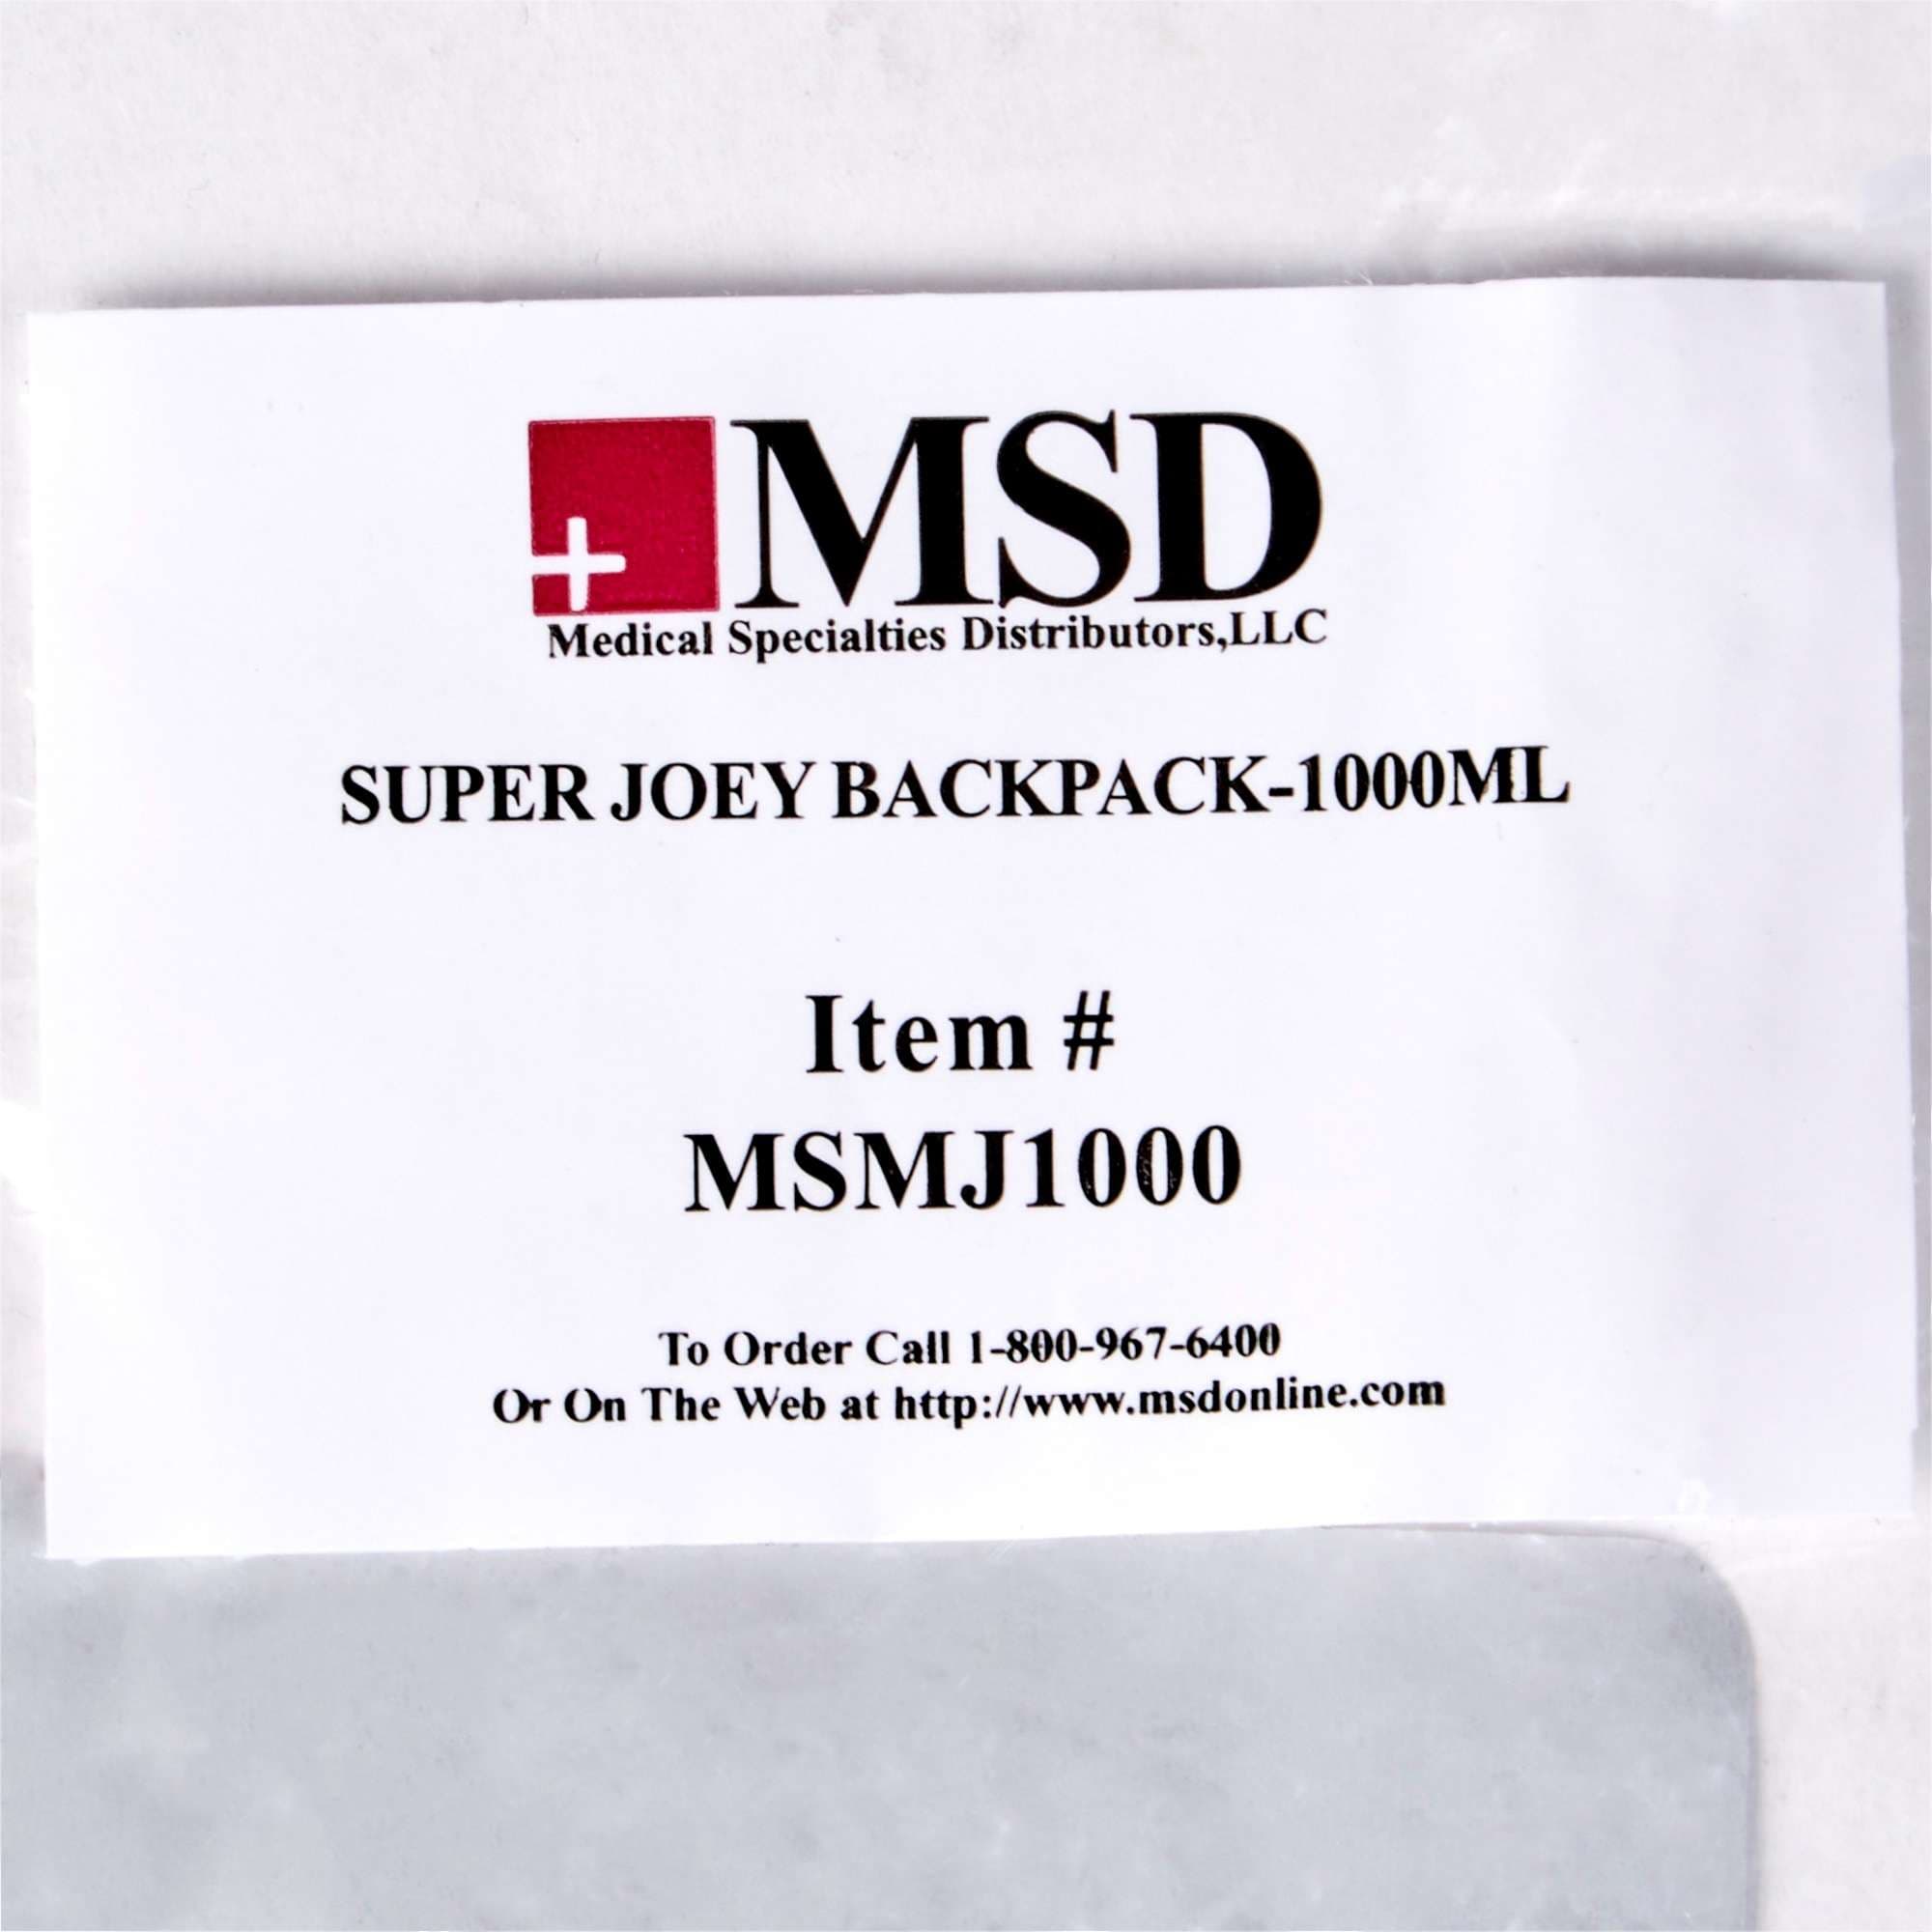 MSD
Medical Specialties Distributors,LLC
SUPER JOEY BACKPACK-1000ML
Item #
MSMJ1000
To Order Call 1-800-967-6400
Or On The Web at http://www.msdonline.com